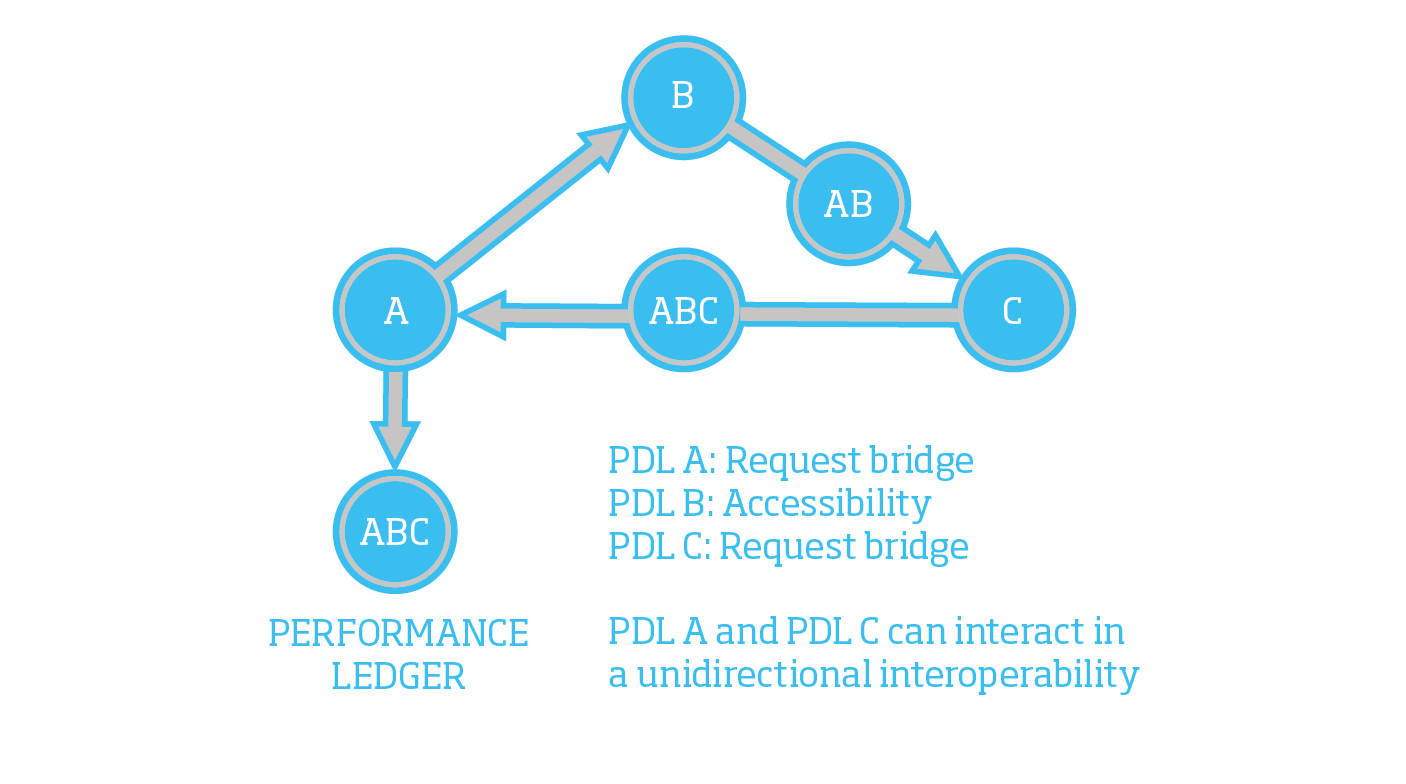 B
AB
A
ABC
C
ABC
PDL A: Request bridge
PDL B: Accessibility
PDL C: Request bridge
PERFORMANCE
LEDGER
PDL A and PDL C can interact in
a unidirectional interoperability